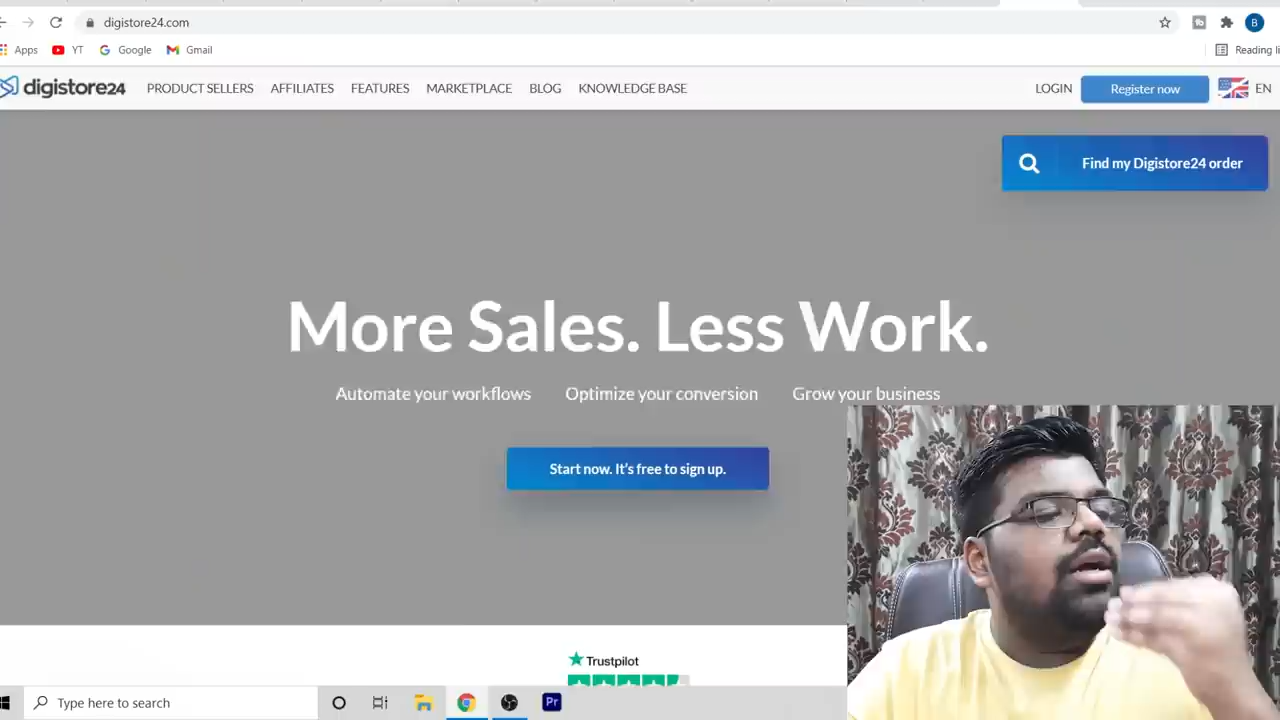 digistore24.com
Apps YT Google Gmail Reading li
digistore24 PRODUCT SELLERS AFFILIATES FEATURES MARKETPLACE BLOG KNOWLEDGE BASE LOGIN Register now EN
Find my Digistore24 order
More Sales. Less Work.
Automate your workflows Optimize your conversion Grow your business
Start now. It's free to sign up.
Trustpilot
Type here to search Pr
B